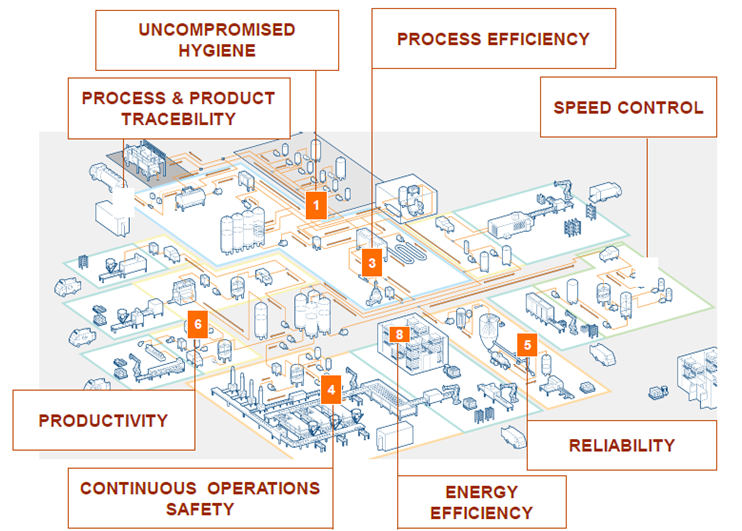 UNCOMPROMISED
HYGIENE
PROCESS EFFICIENCY
PROCESS & PRODUCT
TRACEBILITY
SPEED CONTROL
1
3
6
8
5
4
PRODUCTIVITY
RELIABILITY
CONTINUOUS OPERATIONS
SAFETY
ENERGY
EFFICIENCY